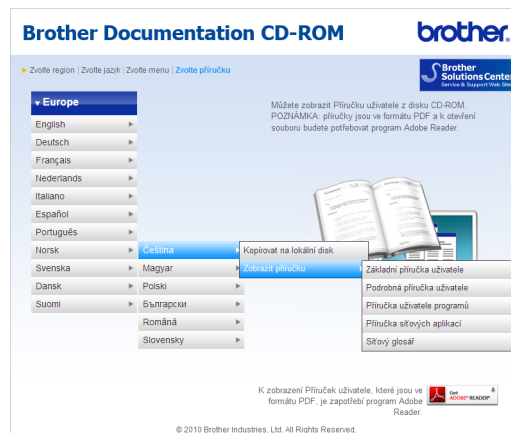 Brother Documentation CD-ROM
brother.
Zvolte region | Zvolte jazyk | Zvolte menu | Zvolte příručku
Brother
Solutions Center
Service & Support Web Site
Europe
Můžete zobrazit Příručku uživatele z disku CD-ROM.
POZNÁMKA: příručky jsou ve formátu PDF a k otevření
souboru budete potřebovat program Adobe Reader.
English
Deutsch
Français
Nederlands
Italiano
Español
Português
Norsk
Čeština
Kopírovat na lokální disk
Svenska
Magyar
Zobrazit příručku
Základní příručka uživatele
Dansk
Polski
Podrobná příručka uživatele
Suomi
Български
Příručka uživatele programů
Română
Příručka síťových aplikací
Slovensky
Síťový glosář
K zobrazení Příruček uživatele, které jsou ve
formátu PDF, je zapotřebí program Adobe
Reader.
Get
ADOBE® READER®
© 2010 Brother Industries, Ltd. All Rights Reserved.